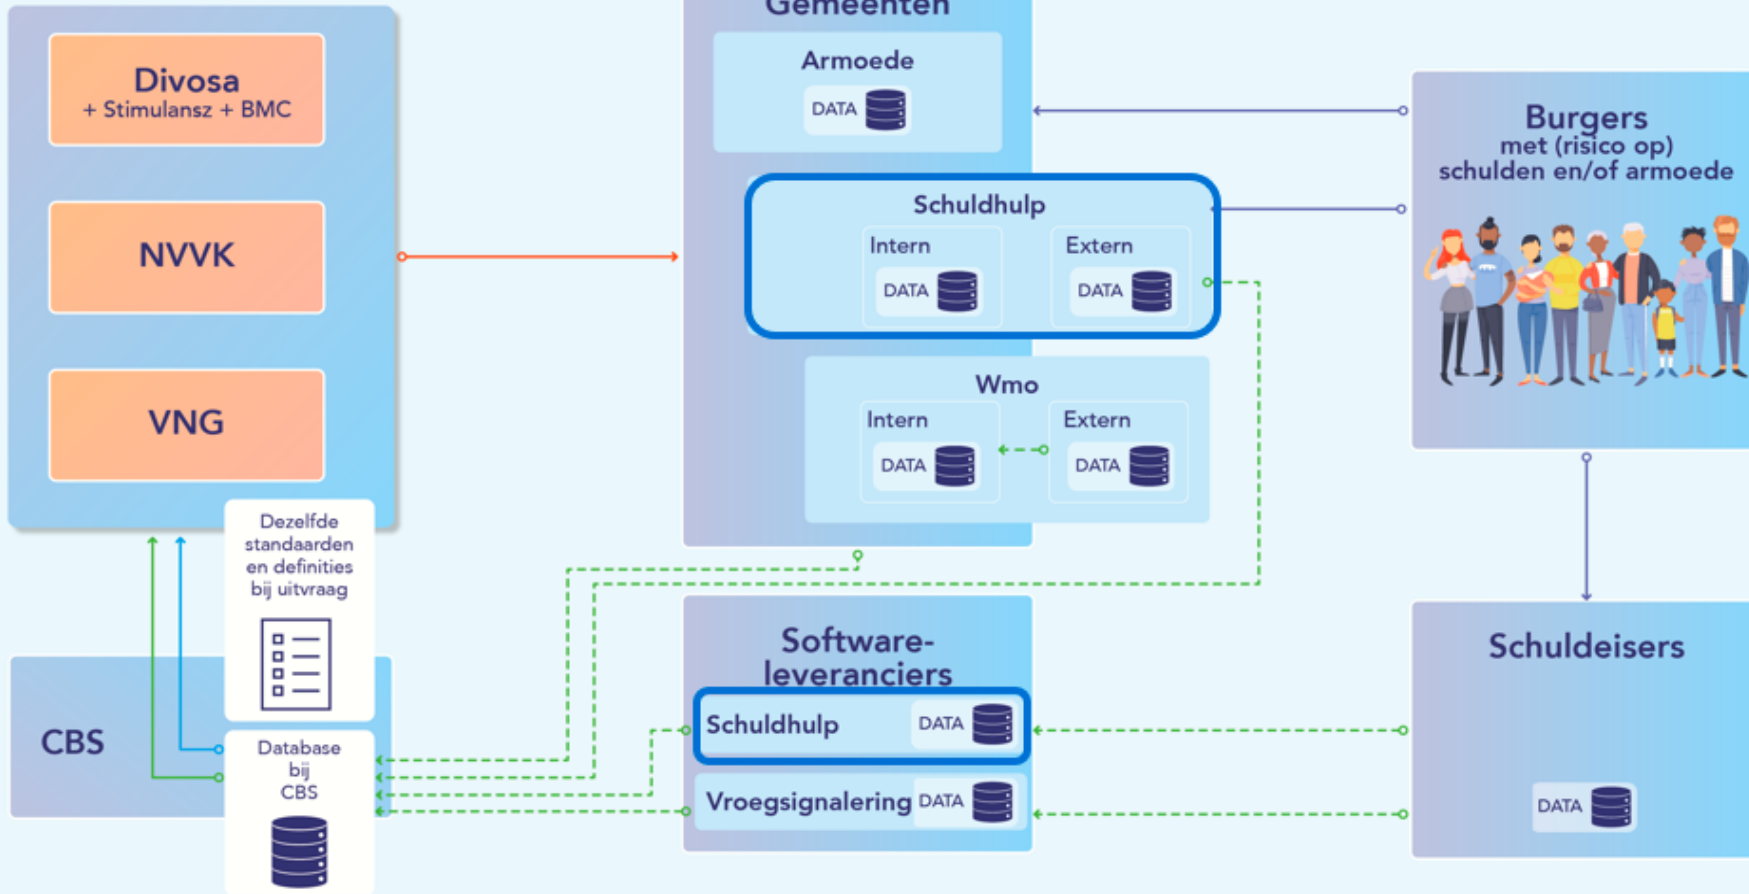 Divosa
+ Stimulansz + BMC
NVVK
VNG
Dezelfde
standaarden
en definities
bij uitvraag
CBS
Database
bij
CBS
Gemeenten
Armoede
DATA
Schuldhulp
Intern
DATA
Extern
DATA
Wmo
Intern
DATA
Extern
DATA
Software-
leveranciers
Schuldhulp DATA
Vroegsignalering DATA
Burgers
met (risico op)
schulden en/of armoede
Schuldeisers
DATA